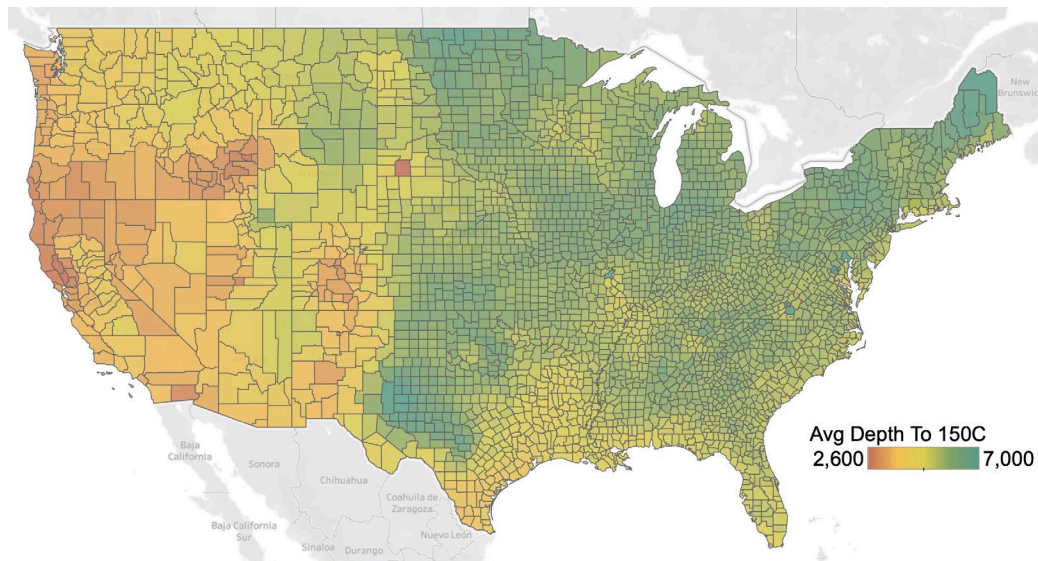 New
Brunswick
Avg Depth To 150C
2,600 7,000
Baja
California
Sonora
Chihuahua
Coahuila de
Zaragoza
Baja California
Sur
Nuevo León
Sinaloa
Durango